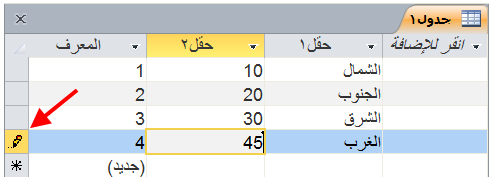 جدول١
المعرف حقل٢ حقل١ انقر للإضافة
1 10 الشمال
2 20 الجنوب
3 30 الشرق
4 45 الغرب
(جديد)